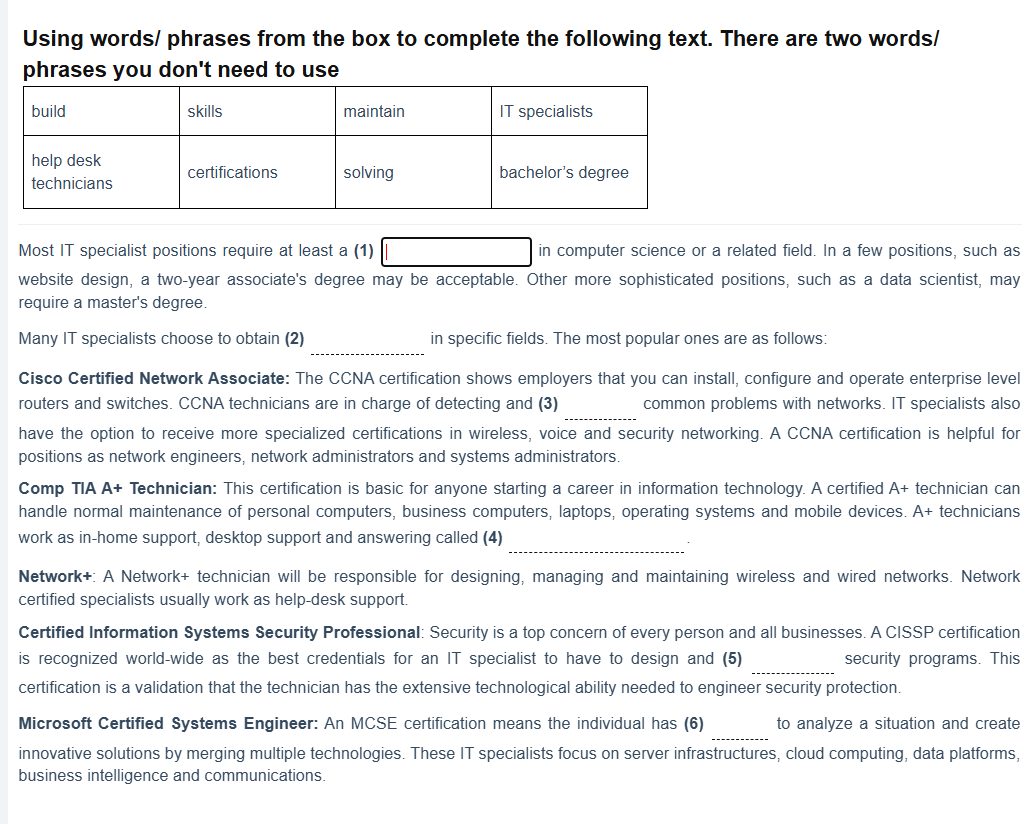 Using words/ phrases from the box to complete the following text. There are two words/
phrases you don't need to use
build
skills
maintain
IT specialists
help desk
technicians
certifications
solving
bachelor’s degree
Most IT specialist positions require at least a (1) in computer science or a related field. In a few positions, such as
website design, a two-year associate's degree may be acceptable. Other more sophisticated positions, such as a data scientist, may
require a master's degree.
Many IT specialists choose to obtain (2) in specific fields. The most popular ones are as follows:
Cisco Certified Network Associate: The CCNA certification shows employers that you can install, configure and operate enterprise level
routers and switches. CCNA technicians are in charge of detecting and (3) common problems with networks. IT specialists also
have the option to receive more specialized certifications in wireless, voice and security networking. A CCNA certification is helpful for
positions as network engineers, network administrators and systems administrators.
Comp TIA A+ Technician: This certification is basic for anyone starting a career in information technology. A certified A+ technician can
handle normal maintenance of personal computers, business computers, laptops, operating systems and mobile devices. A+ technicians
work as in-home support, desktop support and answering called (4) .
Network+: A Network+ technician will be responsible for designing, managing and maintaining wireless and wired networks. Network
certified specialists usually work as help-desk support.
Certified Information Systems Security Professional: Security is a top concern of every person and all businesses. A CISSP certification
is recognized world-wide as the best credentials for an IT specialist to have to design and (5) security programs. This
certification is a validation that the technician has the extensive technological ability needed to engineer security protection.
Microsoft Certified Systems Engineer: An MCSE certification means the individual has (6) to analyze a situation and create
innovative solutions by merging multiple technologies. These IT specialists focus on server infrastructures, cloud computing, data platforms,
business intelligence and communications.